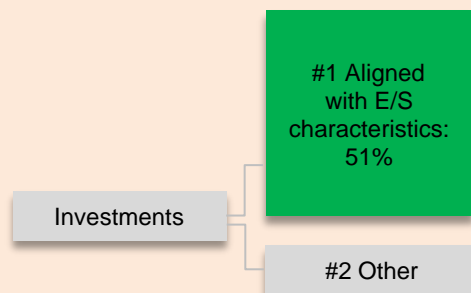 #1 Aligned
with E/S
characteristics:
51%
Investments
#2 Other